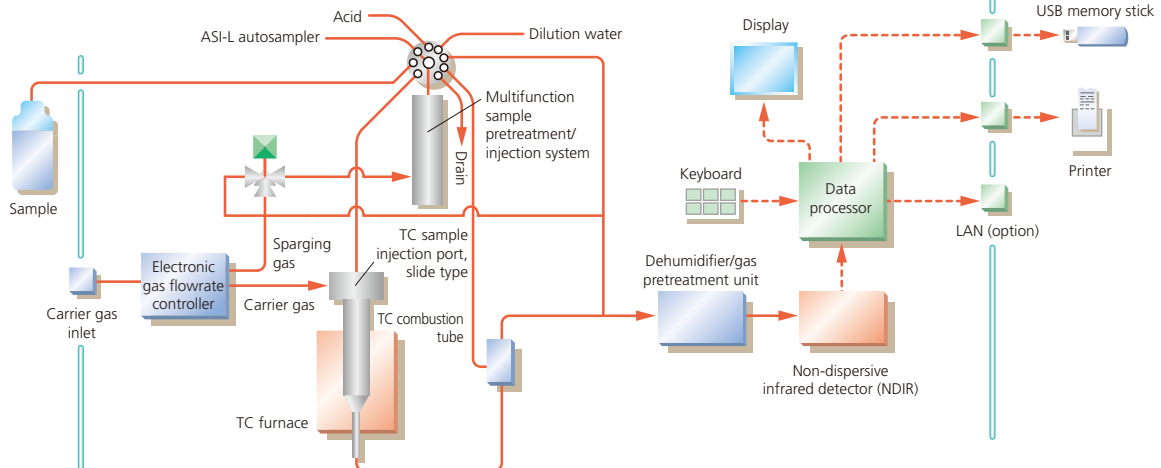 Acid
ASI-L autosampler
Dilution water
Display
USB memory stick
Multifunction
sample
pretreatment/
injection system
Drain
Keyboard
Data
processor
Printer
Sample
LAN (option)
Sparging
gas
TC sample
injection port,
slide type
Electronic
gas flowrate
controller
Dehumidifier/gas
pretreatment unit
Carrier gas
inlet
Carrier gas
TC combustion
tube
Non-dispersive
infrared detector (NDIR)
TC furnace